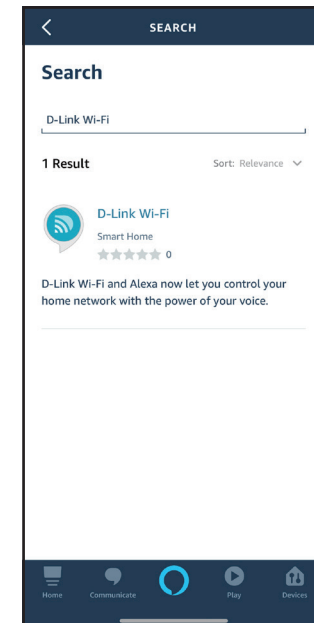 SEARCH
Search
D-Link Wi-Fi
1 Result
Sort: Relevance
D-Link Wi-Fi
Smart Home
0
D-Link Wi-Fi and Alexa now let you control your
home network with the power of your voice.
Home Communicate Play Devices